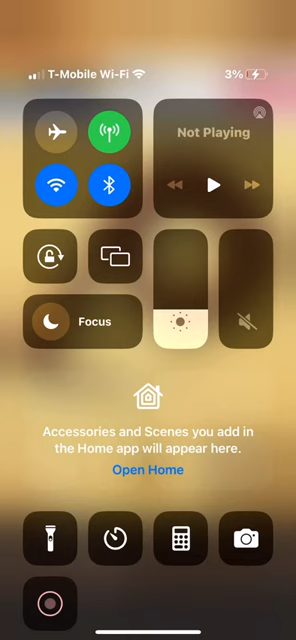 T-Mobile Wi-Fi
3%
Not Playing
Focus
Accessories and Scenes you add in
the Home app will appear here.
Open Home